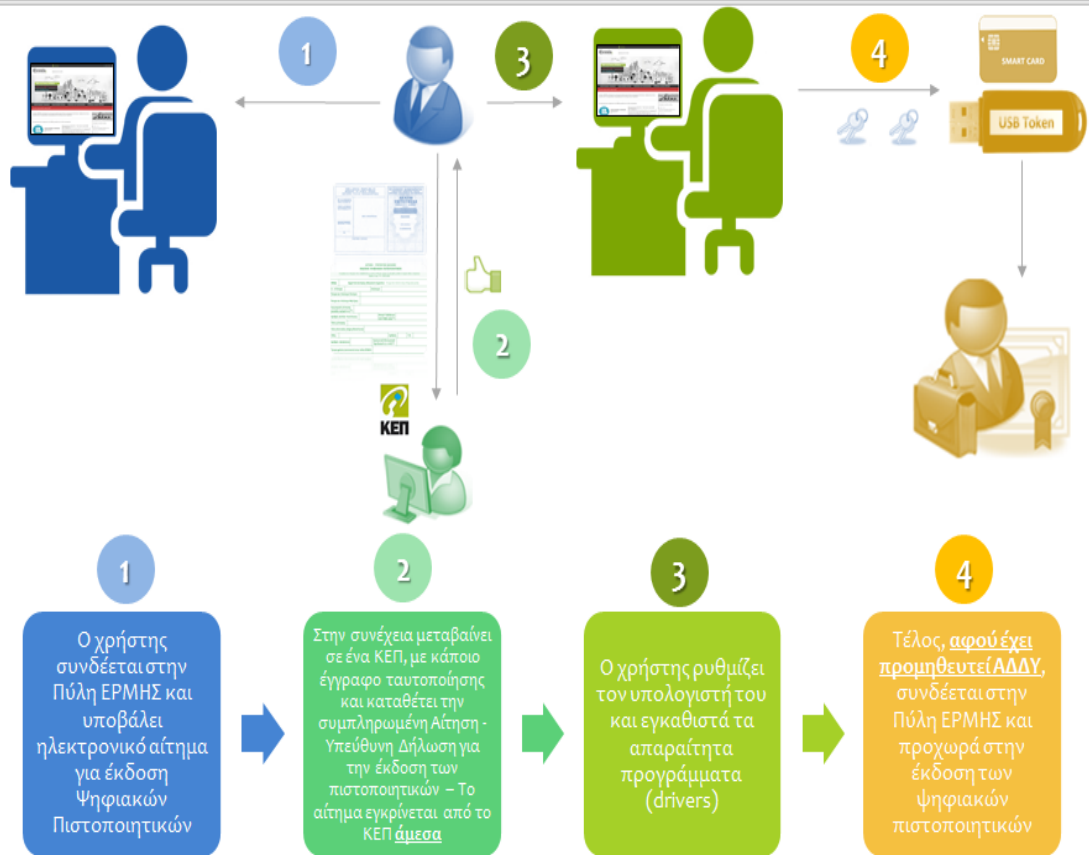 1
3
4
SMART CARD
USB Token
2
ΚΕΠ
1
2
3
4
Ο χρήστης
συνδέεται στην
Πύλη ΕΡΜΗΣ και
υποβάλει
ηλεκτρονικό αίτημα
για έκδοση
Ψηφιακών
Πιστοποιητικών
Στην συνέχεια μεταβαίνει
σε ένα ΚΕΠ, με κάποιο
έγγραφο ταυτοποίησης
και καταθέτει την
συμπληρωμένη Αίτηση -
Υπεύθυνη Δήλωση για
την έκδοση των
πιστοποιητικών – Το
αίτημα εγκρίνεται από το
ΚΕΠ άμεσα
Ο χρήστης ρυθμίζει
τον υπολογιστή του
και εγκαθιστά τα
απαραίτητα
προγράμματα
(drivers)
Τέλος, αφού έχει
προμηθευτεί ΑΔΔΥ,
συνδέεται στην
Πύλη ΕΡΜΗΣ και
προχωρά στην
έκδοση των
ψηφιακών
πιστοποιητικών